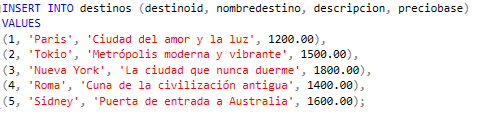 INSERT INTO destinos (destinoid, nombredestino, descripcion, preciobase)
VALUES
(1, 'Paris', 'Ciudad del amor y la luz', 1200.00),
(2, 'Tokio', 'Metrópolis moderna y vibrante', 1500.00),
(3, 'Nueva York', 'La ciudad que nunca duerme', 1800.00),
(4, 'Roma', 'Cuna de la civilización antigua', 1400.00),
(5, 'Sidney', 'Puerta de entrada a Australia', 1600.00);